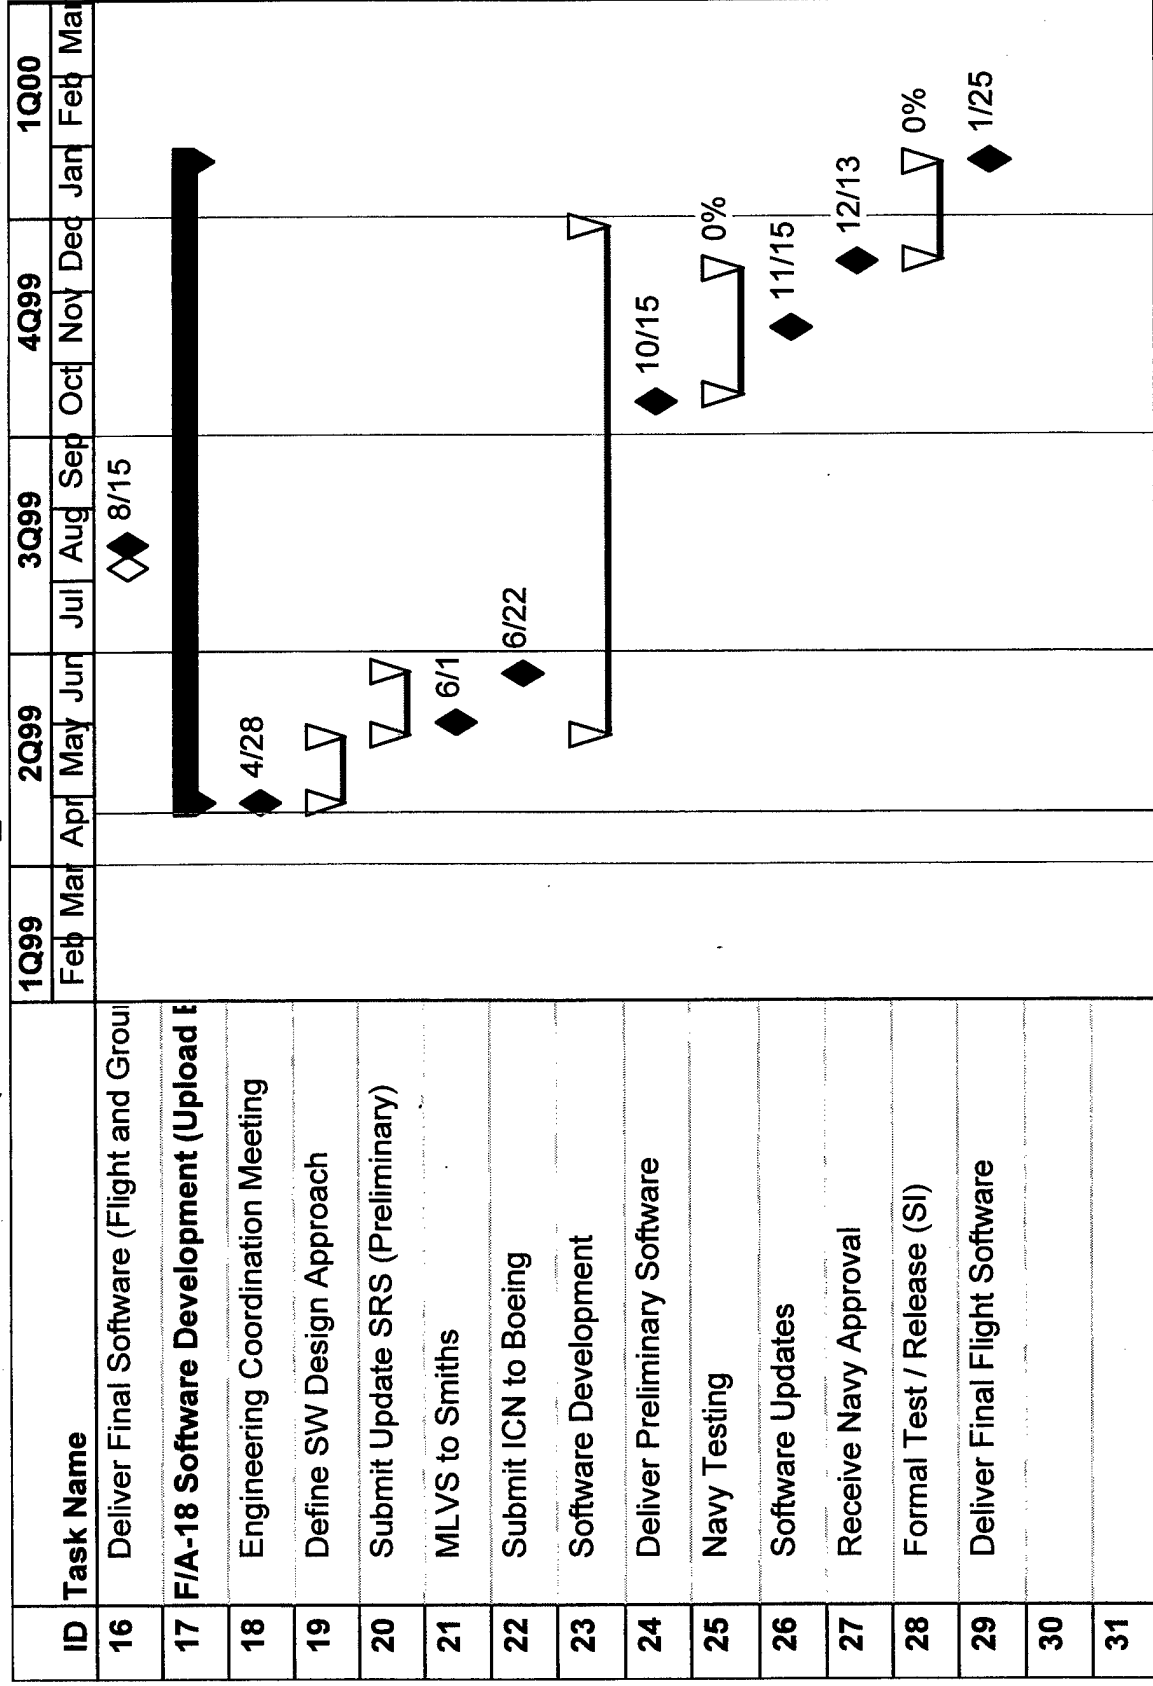 ID Task Name 1Q99 2Q99 3Q99 4Q99 1Q00
Feb Mar Apr May Jun Jul Aug Sep Oct Nov Dec Jan Feb Mar
16 Deliver Final Software (Flight and Grou 8/15
17 F/A-18 Software Development (Upload
18 Engineering Coordination Meeting 4/28
19 Define SW Design Approach
20 Submit Update SRS (Preliminary)
21 MLVS to Smiths 6/1
22 Submit ICN to Boeing 6/22
23 Software Development
24 Deliver Preliminary Software 10/15
25 Navy Testing 0%
26 Software Updates 11/15
27 Receive Navy Approval 12/13
28 Formal Test / Release (SI) 0%
29 Deliver Final Flight Software 1/25
30
31